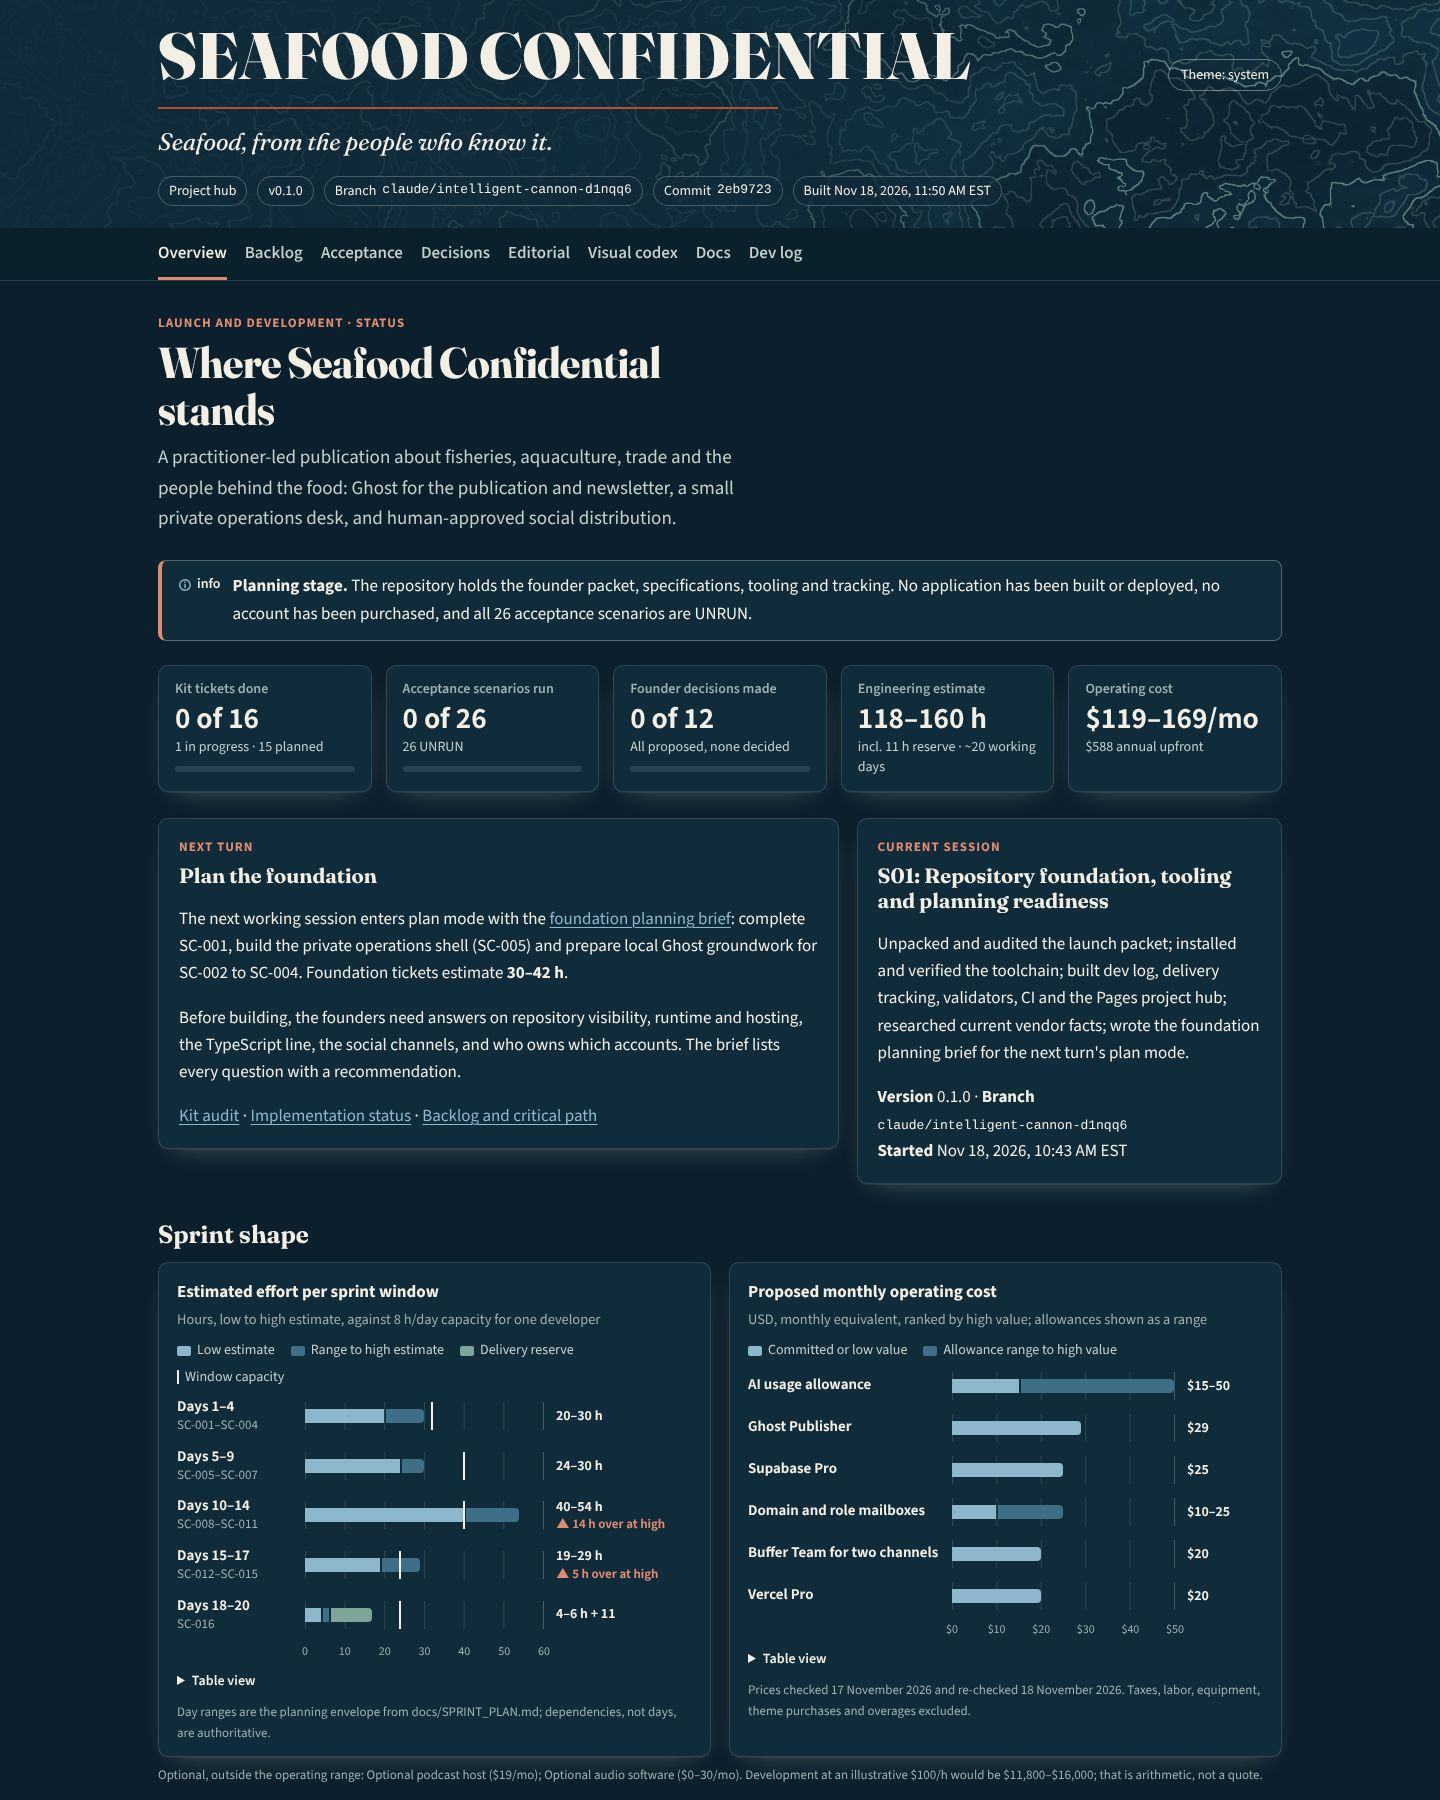 SEAFOOD CONFIDENTIAL
Theme: system
Seafood, from the people who know it.
Project hub
v0.1.0
Branch claude/intelligent-cannon-d1nqq6
Commit 2eb9723
Built Nov 18, 2026, 11:50 AM EST
Overview Backlog Acceptance Decisions Editorial Visual codex Docs Dev log
LAUNCH AND DEVELOPMENT · STATUS
Where Seafood Confidential
stands
A practitioner-led publication about fisheries, aquaculture, trade and the
people behind the food: Ghost for the publication and newsletter, a small
private operations desk, and human-approved social distribution.
info
Planning stage. The repository holds the founder packet, specifications, tooling and tracking. No application has been built or deployed, no
account has been purchased, and all 26 acceptance scenarios are UNRUN.
Kit tickets done
0 of 16
1 in progress · 15 planned
Acceptance scenarios run
0 of 26
26 UNRUN
Founder decisions made
0 of 12
All proposed, none decided
Engineering estimate
118–160 h
incl. 11 h reserve · ~20 working
days
Operating cost
$119–169/mo
$588 annual upfront
NEXT TURN
Plan the foundation
The next working session enters plan mode with the foundation planning brief: complete
SC-001, build the private operations shell (SC-005) and prepare local Ghost groundwork for
SC-002 to SC-004. Foundation tickets estimate 30–42 h.
Before building, the founders need answers on repository visibility, runtime and hosting,
the TypeScript line, the social channels, and who owns which accounts. The brief lists
every question with a recommendation.
Kit audit · Implementation status · Backlog and critical path
CURRENT SESSION
S01: Repository foundation, tooling
and planning readiness
Unpacked and audited the launch packet; installed
and verified the toolchain; built dev log, delivery
tracking, validators, CI and the Pages project hub;
researched current vendor facts; wrote the foundation
planning brief for the next turn's plan mode.
Version 0.1.0 · Branch
claude/intelligent-cannon-d1nqq6
Started Nov 18, 2026, 10:43 AM EST
Sprint shape
Estimated effort per sprint window
Hours, low to high estimate, against 8 h/day capacity for one developer
Low estimate Range to high estimate Delivery reserve
Window capacity
Days 1–4
SC-001–SC-004
20–30 h
Days 5–9
SC-005–SC-007
24–30 h
Days 10–14
SC-008–SC-011
40–54 h
▲ 14 h over at high
Days 15–17
SC-012–SC-015
19–29 h
▲ 5 h over at high
Days 18–20
SC-016
4–6 h + 11
0 10 20 30 40 50 60
▶ Table view
Day ranges are the planning envelope from docs/SPRINT_PLAN.md; dependencies, not days,
are authoritative.
Proposed monthly operating cost
USD, monthly equivalent, ranked by high value; allowances shown as a range
Committed or low value Allowance range to high value
AI usage allowance $15–50
Ghost Publisher $29
Supabase Pro $25
Domain and role mailboxes $10–25
Buffer Team for two channels $20
Vercel Pro $20
$0 $10 $20 $30 $40 $50
▶ Table view
Prices checked 17 November 2026 and re-checked 18 November 2026. Taxes, labor, equipment,
theme purchases and overages excluded.
Optional, outside the operating range: Optional podcast host ($19/mo); Optional audio software ($0–30/mo). Development at an illustrative $100/h would be $11,800–$16,000; that is arithmetic, not a quote.